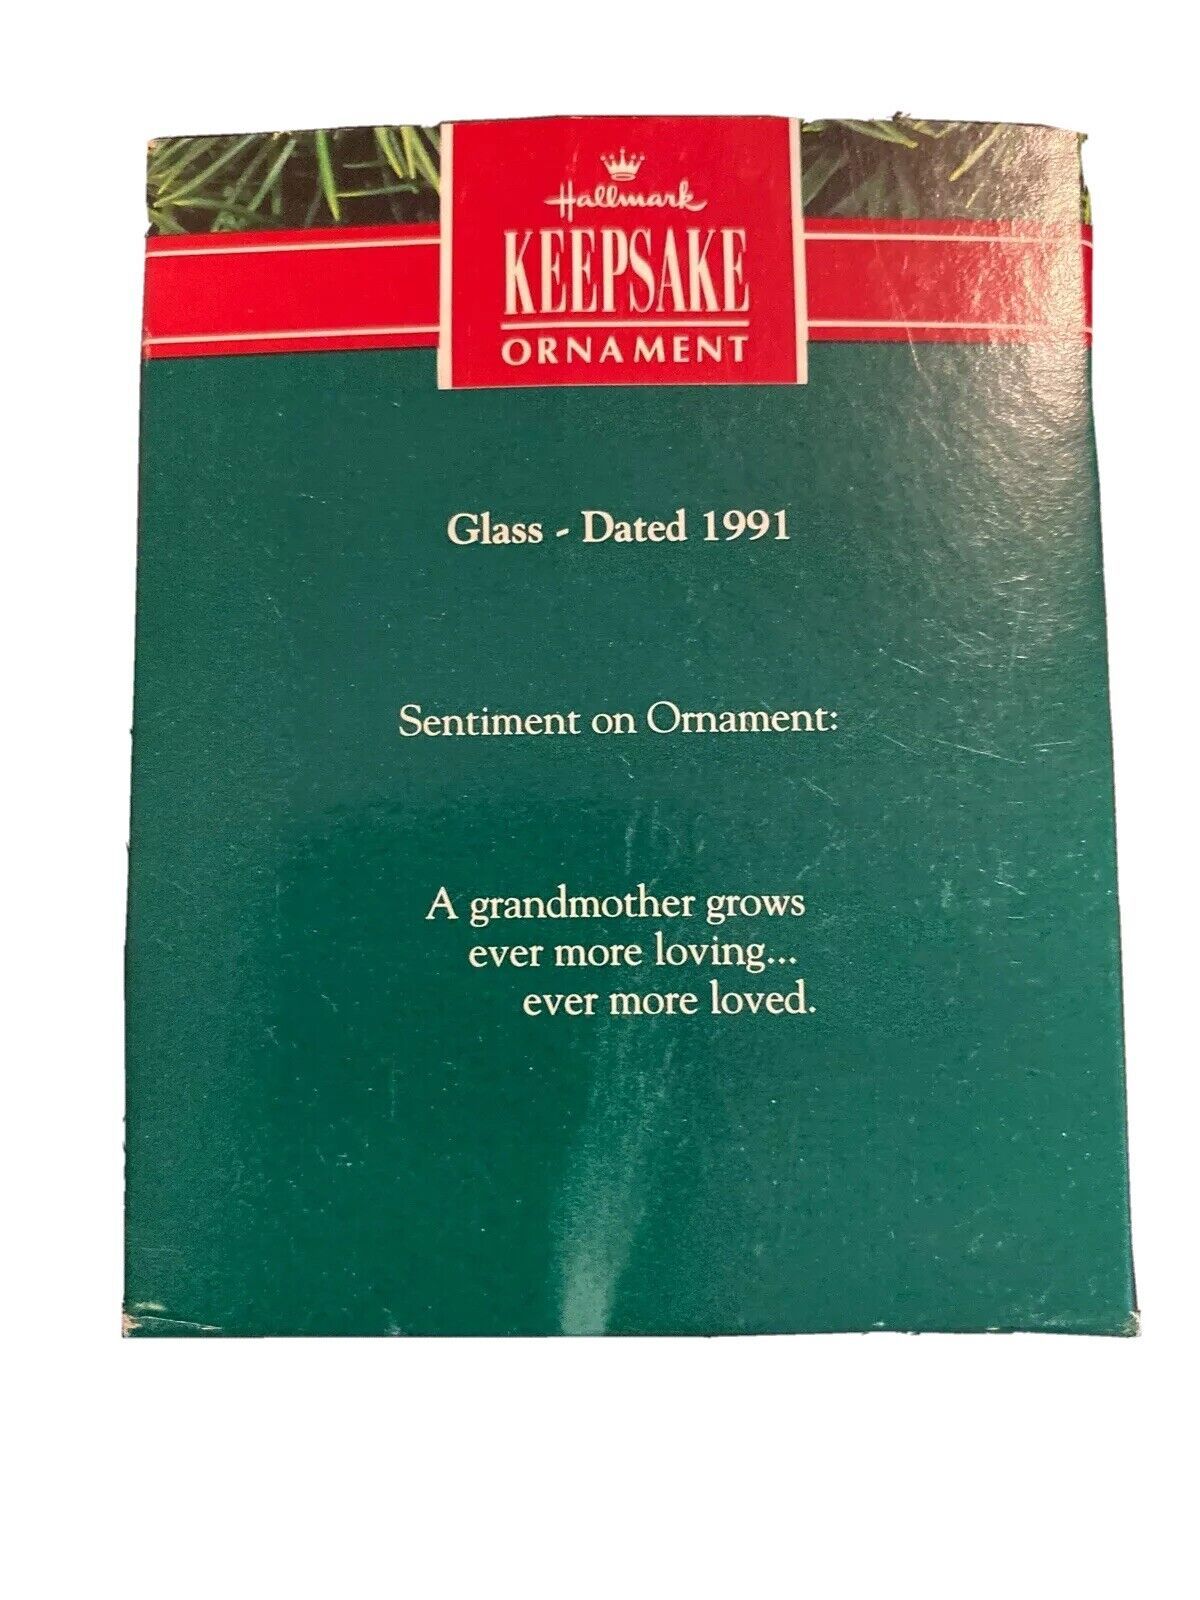 Hallmark
KEEPSAKE
ORNAMENT
Glass - Dated 1991
Sentiment on Ornament:
A grandmother grows
ever more loving...
ever more loved.